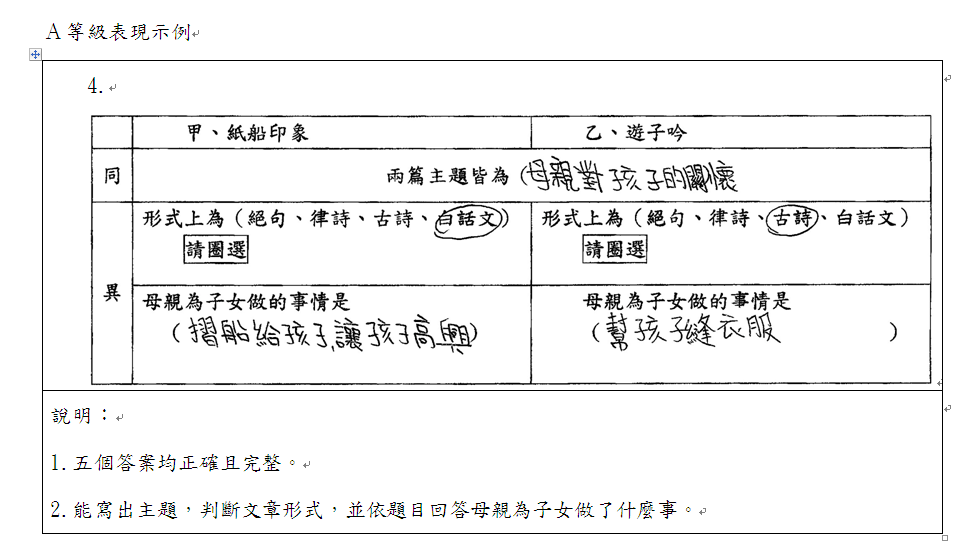 A等級表現示例
4.
甲、紙船印象 乙、遊子吟
同 兩篇主題皆為(母親對孩子的關懷
形式上為(絕句、律詩、古詩、白話文) 形式上為(絕句、律詩、古詩、白話文)
請圈選 請圈選
異
母親為子女做的事情是 母親為子女做的事情是
(摺船給孩子,讓孩子高興) (幫孩子縫衣服 )
說明：
1.五個答案均正確且完整。
2.能寫出主題，判斷文章形式，並依題目回答母親為子女做了什麼事。